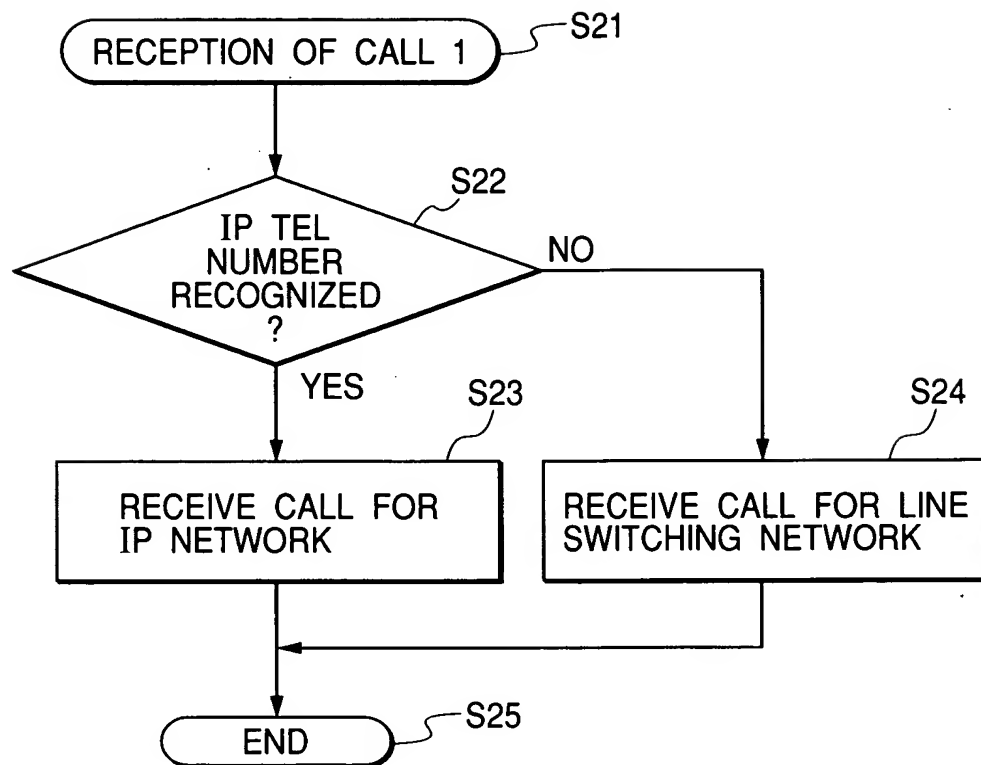 RECEPTION OF CALL 1
S21
S22
IP TEL
NUMBER
RECOGNIZED
?
NO
YES
S23
S24
RECEIVE CALL FOR
IP NETWORK
RECEIVE CALL FOR LINE
SWITCHING NETWORK
END
S25